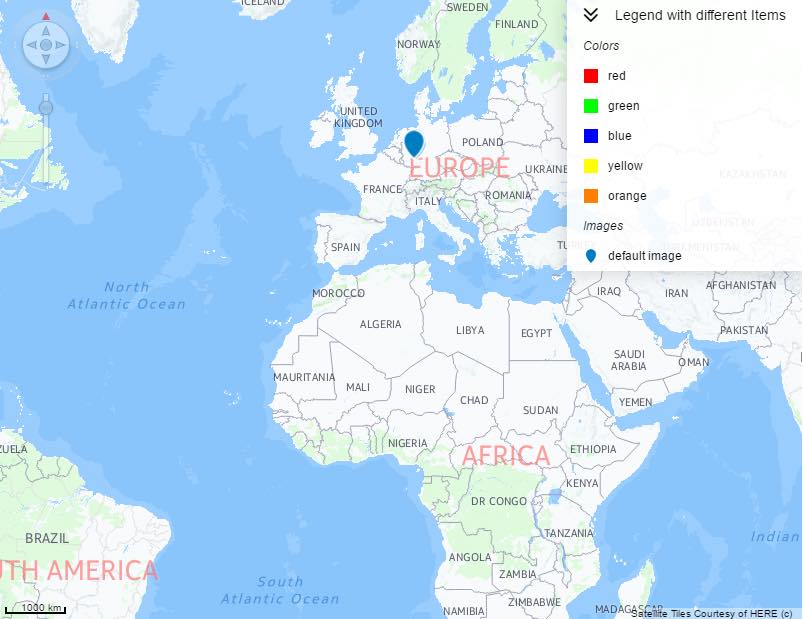 ICELAND
SWEDEN
FINLAND
NORWAY
UNITED
KINGDOM
POLAND
EUROPE
UKRAINE
FRANCE
ITALY
ROMANIA
SPAIN
Legend with different Items
Colors
red
green
blue
yellow
orange
Images
default image
KAZAKHSTAN
UZBEKISTAN
TURKMENISTAN
North
Atlantic Ocean
MOROCCO
ALGERIA
LIBYA
EGYPT
IRAQ
IRAN
AFGHANISTAN
PAKISTAN
SAUDI
ARABIA
OMAN
YEMEN
MAURITANIA
MALI
NIGER
CHAD
SUDAN
NIGERIA
AFRICA
ETHIOPIA
KENYA
DR CONGO
TANZANIA
ANGOLA
ZAMBIA
ZIMBABWE
NAMIBIA
MADAGASCAR
ZUELA
BRAZIL
UTH AMERICA
South
Atlantic Ocean
Indian
1000 km
Satellite Tiles Courtesy of HERE (c)